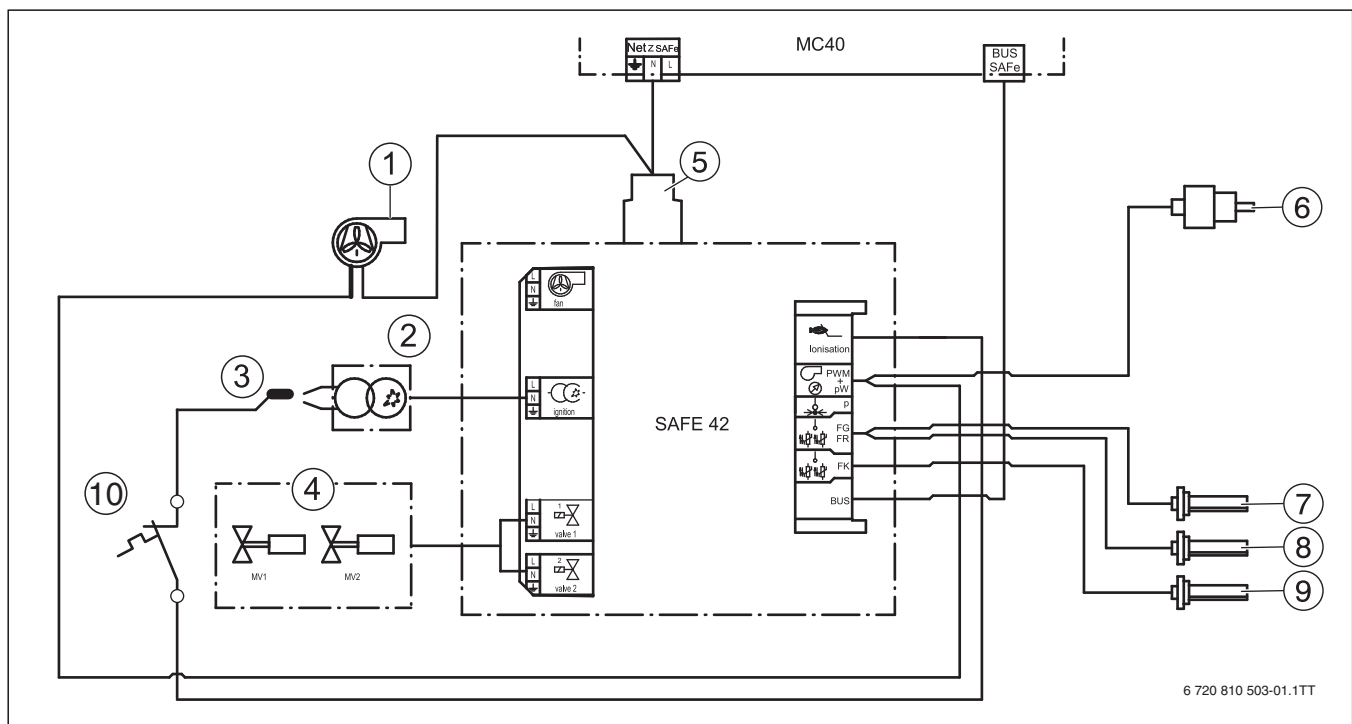 Net Z SAFe
N L
MC40
BUS
SAFe
1
5
6
L
N
fan
2
Ionisation
3
PWM
+
pW
L
N
ignition
p
SAFE 42
FG
FR
FK
10
4
BUS
7
L
N
1
valve 1
8
MV1
MV2
L
N
2
valve 2
9
6 720 810 503-01.1TT